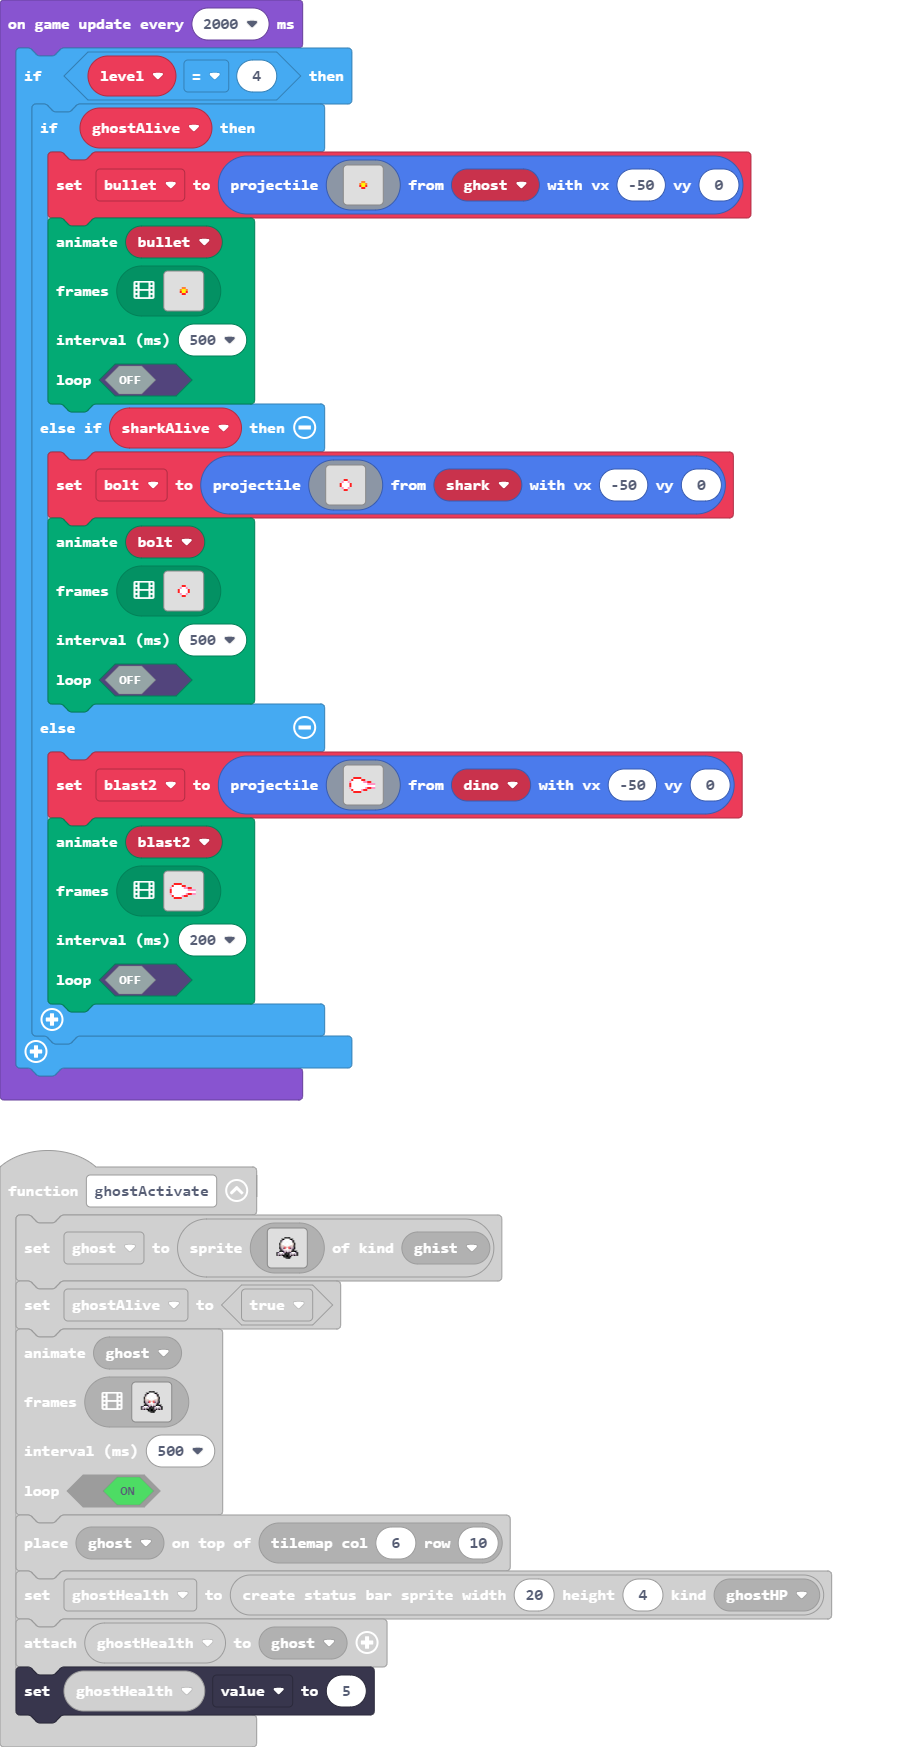 on game update every 2000 ms
if level = 4 then
if ghostAlive then
set bullet to projectile from ghost with vx -50 vy 0
animate bullet
frames
interval (ms) 500
loop OFF
else if sharkAlive then
set bolt to projectile from shark with vx -50 vy 0
animate bolt
frames
interval (ms) 500
loop OFF
else
set blast2 to projectile from dino with vx -50 vy 0
animate blast2
frames
interval (ms) 200
loop OFF
function ghostActivate
set ghost to sprite of kind ghist
set ghostAlive to true
animate ghost
frames
interval (ms) 500
loop ON
place ghost on top of tilemap col 6 row 10
set ghostHealth to create status bar sprite width 20 height 4 kind ghostHP
attach ghostHealth to ghost
set ghostHealth value to 5